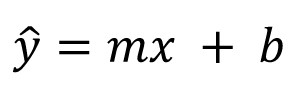 ŷ = mx + b